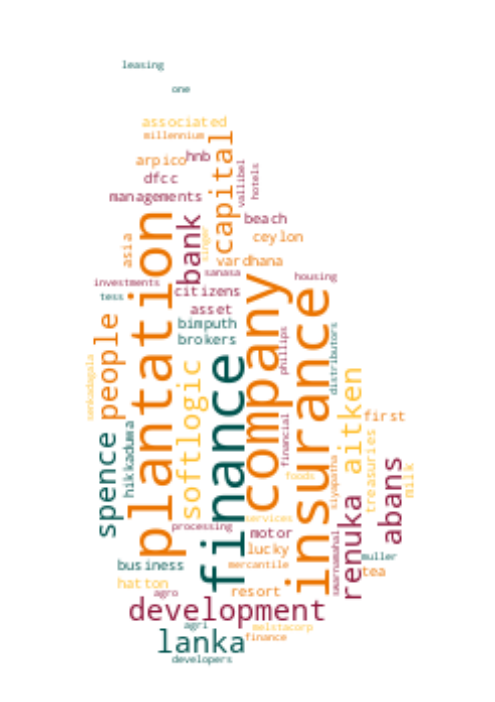 leasing
one
associated
millennium
capital
arpico
hnb
dfcc
vallibel
hotels
managements
beach
plantation
bank
singer
ceylon
asia
vardhana
sanasa
investments
housing
company
tess
citizens
insurance
asset
people
bimputh
brokers
phillips
distributors
senkadagala
finance
softlogic
aitken
first
hikkaduwa
spence
financial
treasuries
siyapatha
abans
milk
foods
renuka
services
processing
motor
swarnamahal
lucky
muller
business
mercantile
tea
hatton
agro
resort
development
agri
melstacorp
lanka
finance
developers